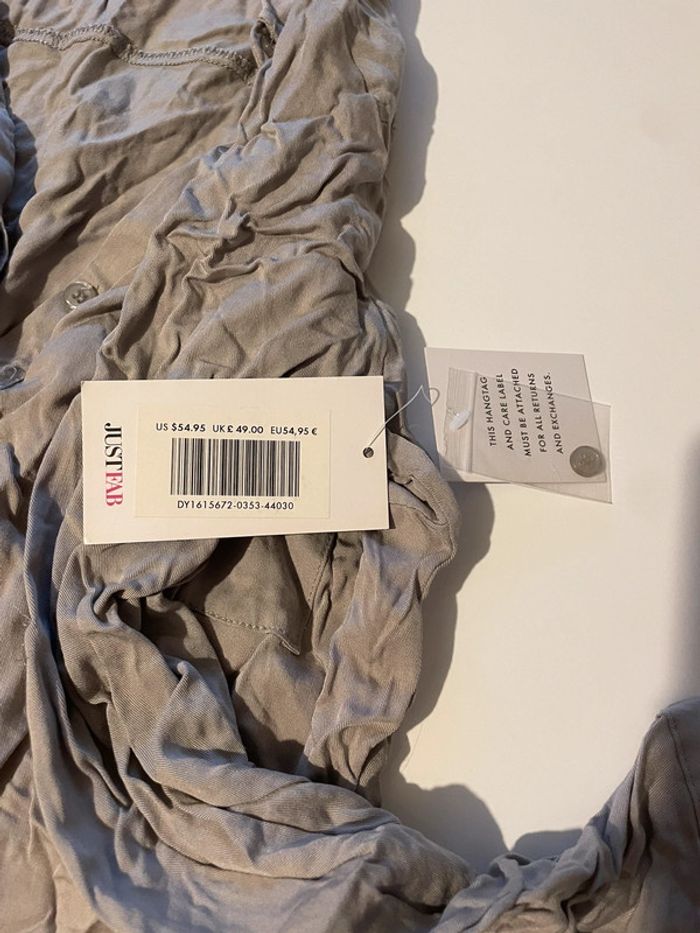 US $54.95 UK£ 49.00 EU54,95€
JUSTFAB
DY1615672-0353-44030
THIS HANGTAG
AND CARE LABEL
MUST BE ATTACHED
FOR ALL RETURNS
AND EXCHANGES.